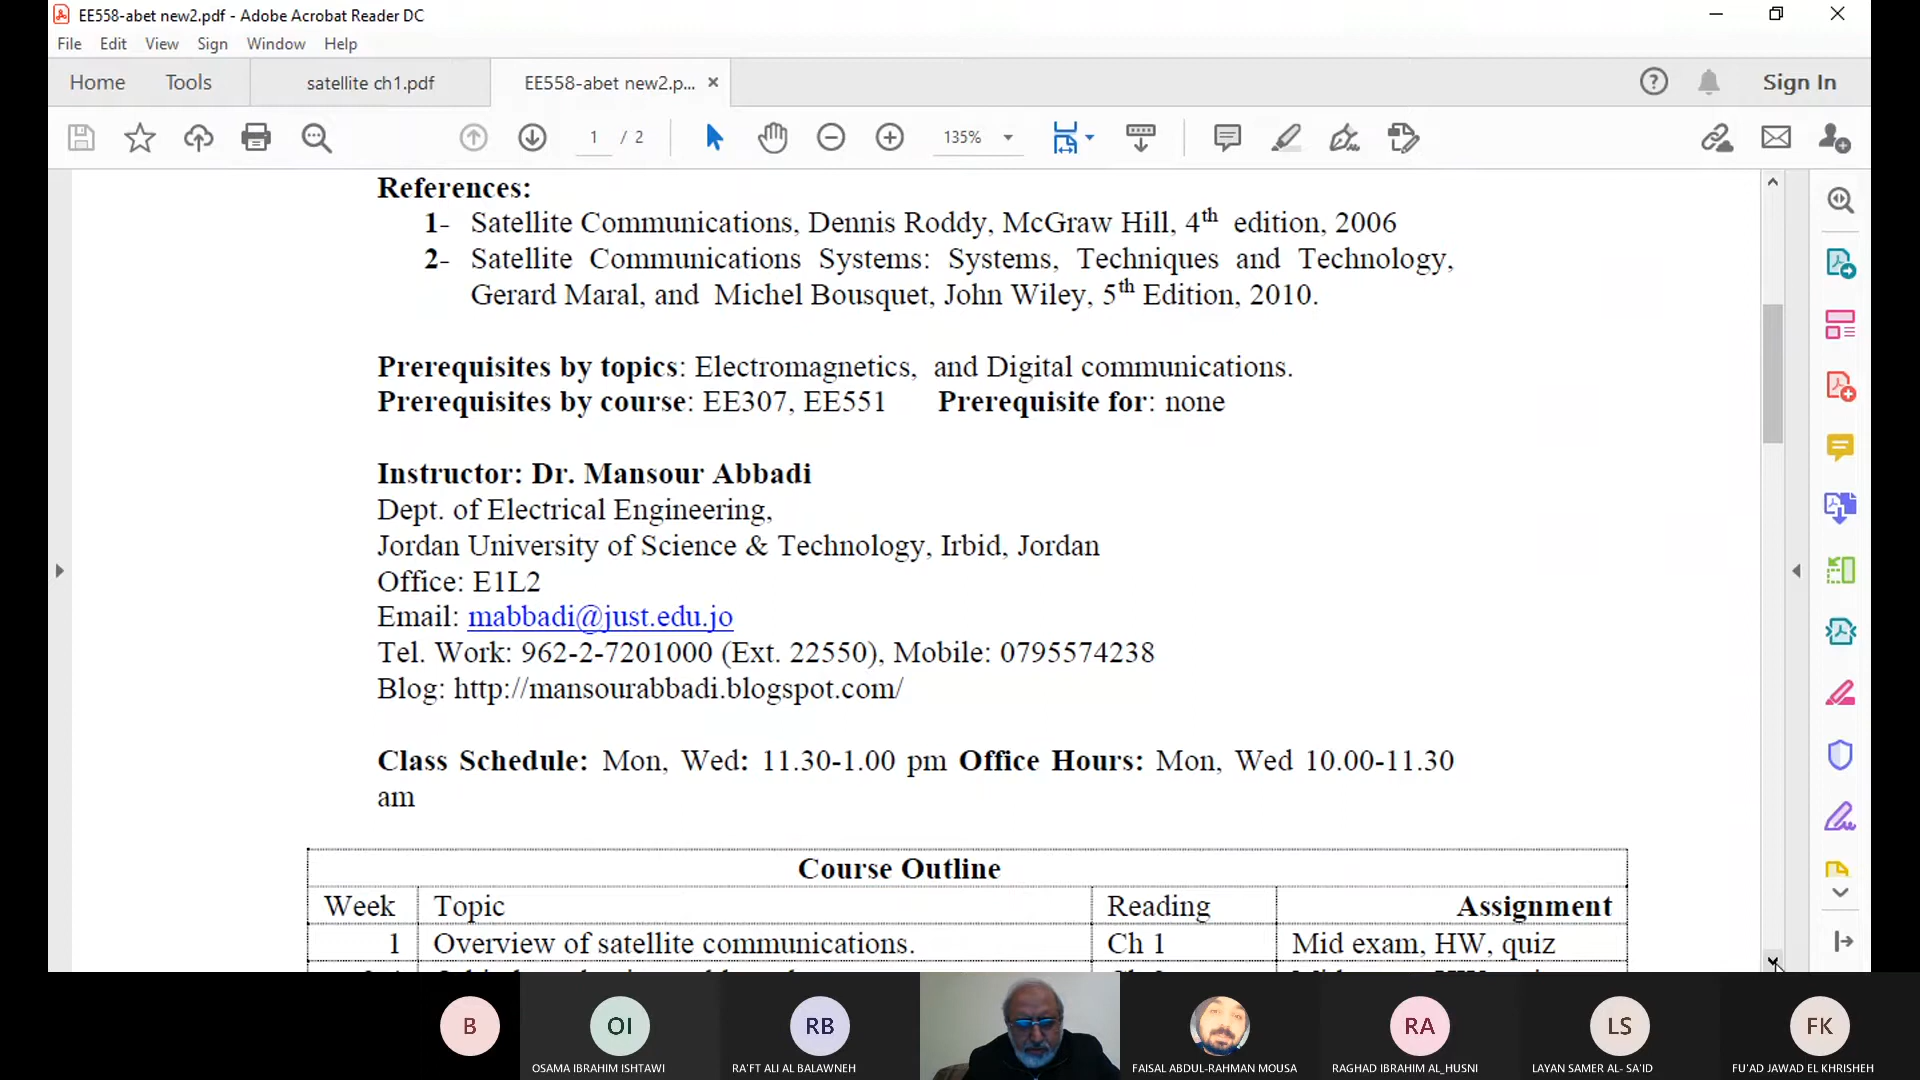 EE558-abet new2.pdf - Adobe Acrobat Reader DC
File Edit View Sign Window Help
Home Tools satellite ch1.pdf EE558-abet new2.p... Sign In
1 / 2 135%
References:
1- Satellite Communications, Dennis Roddy, McGraw Hill, 4th edition, 2006
2- Satellite Communications Systems: Systems, Techniques and Technology,
Gerard Maral, and Michel Bousquet, John Wiley, 5th Edition, 2010.
Prerequisites by topics: Electromagnetics, and Digital communications.
Prerequisites by course: EE307, EE551 Prerequisite for: none
Instructor: Dr. Mansour Abbadi
Dept. of Electrical Engineering,
Jordan University of Science & Technology, Irbid, Jordan
Office: E1L2
Email: mabbadi@just.edu.jo
Tel. Work: 962-2-7201000 (Ext. 22550), Mobile: 0795574238
Blog: http://mansourabbadi.blogspot.com/
Class Schedule: Mon, Wed: 11.30-1.00 pm Office Hours: Mon, Wed 10.00-11.30
am
Course Outline
Week Topic Reading Assignment
1 Overview of satellite communications. Ch 1 Mid exam, HW, quiz
B OI RB RA LS FK
OSAMA IBRAHIM ISHTAWI RA'FT ALI AL BALAWNEH FAISAL ABDUL-RAHMAN MOUSA RAGHAD IBRAHIM AL_HUSNI LAYAN SAMER AL- SA'ID FU'AD JAWAD EL KHRISHEH